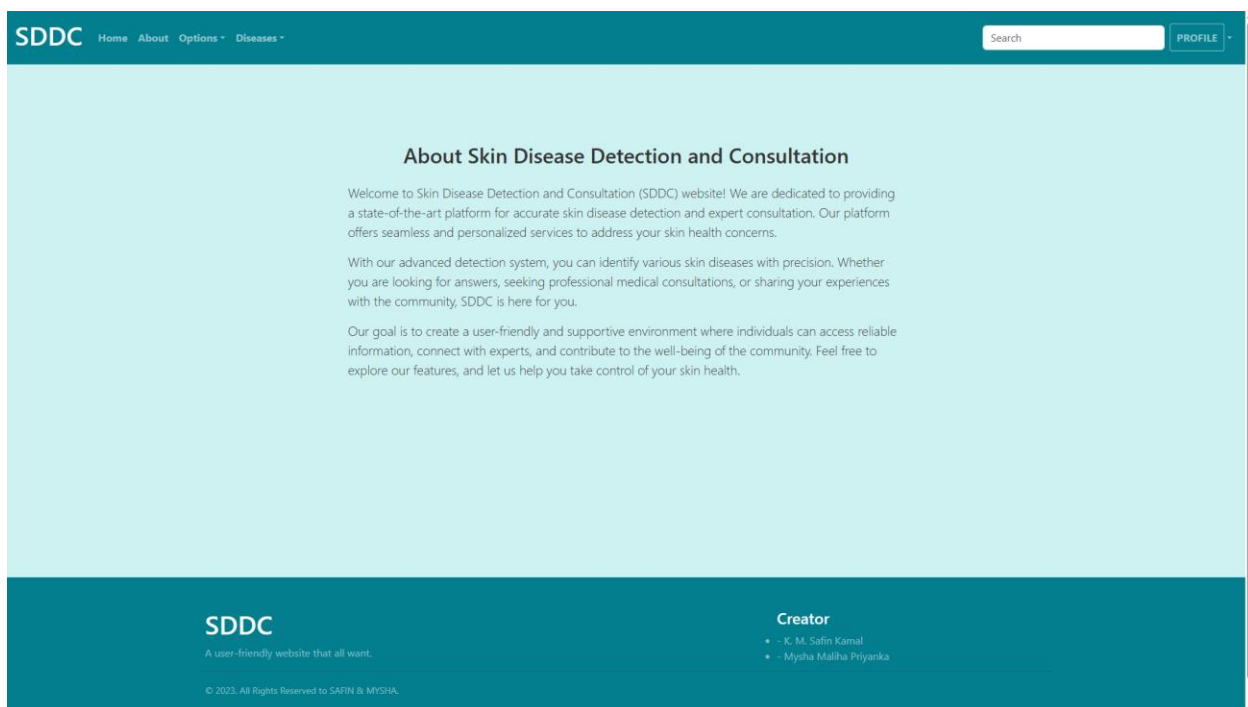 SDDC Home About Options Diseases Search PROFILE
About Skin Disease Detection and Consultation
Welcome to Skin Disease Detection and Consultation (SDDC) website! We are dedicated to providing
a state-of-the-art platform for accurate skin disease detection and expert consultation. Our platform
offers seamless and personalized services to address your skin health concerns.
With our advanced detection system, you can identify various skin diseases with precision. Whether
you are looking for answers, seeking professional medical consultations, or sharing your experiences
with the community, SDDC is here for you.
Our goal is to create a user-friendly and supportive environment where individuals can access reliable
information, connect with experts, and contribute to the well-being of the community. Feel free to
explore our features, and let us help you take control of your skin health.
SDDC
A user-friendly website that all want.
Creator
- K. M. Safin Kamal
- Mysha Maliha Priyanka
© 2023. All Rights Reserved to SAFIN & MYSHA.